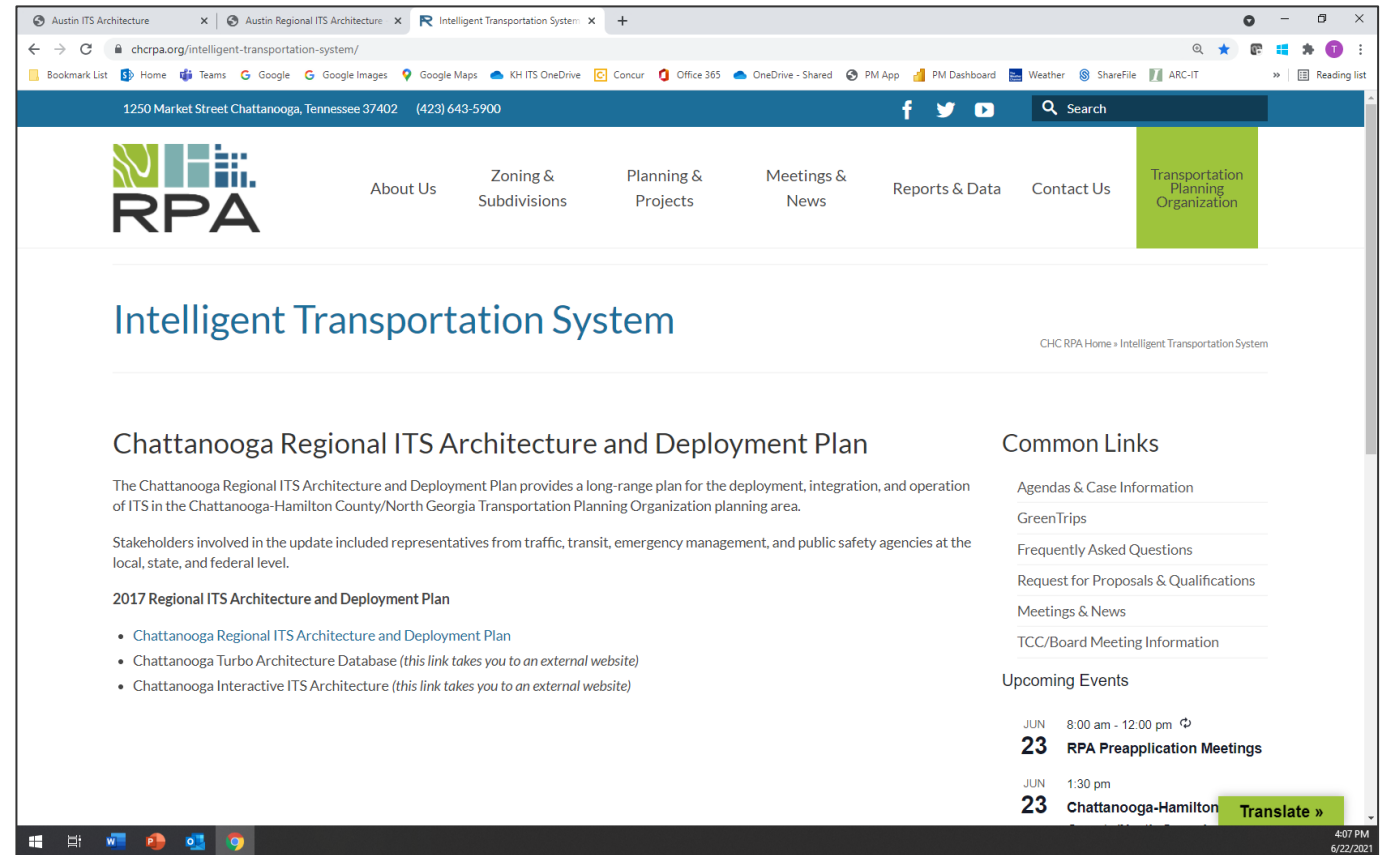 Austin ITS Architecture
Austin Regional ITS Architecture
Intelligent Transportation System
chcrpa.org/intelligent-transportation-system/
T
Bookmark List Home Teams Google Google Images Google Maps KH ITS OneDrive Concur Office 365 OneDrive - Shared PM App PM Dashboard Weather ShareFile ARC-IT » Reading list
1250 Market Street Chattanooga, Tennessee 37402 (423) 643-5900
Search
RPA
About Us
Zoning &
Subdivisions
Planning &
Projects
Meetings &
News
Reports & Data
Contact Us
Transportation
Planning
Organization
Intelligent Transportation System
CHC RPA Home » Intelligent Transportation System
Chattanooga Regional ITS Architecture and Deployment Plan
The Chattanooga Regional ITS Architecture and Deployment Plan provides a long-range plan for the deployment, integration, and operation
of ITS in the Chattanooga-Hamilton County/North Georgia Transportation Planning Organization planning area.
Stakeholders involved in the update included representatives from traffic, transit, emergency management, and public safety agencies at the
local, state, and federal level.
2017 Regional ITS Architecture and Deployment Plan
• Chattanooga Regional ITS Architecture and Deployment Plan
• Chattanooga Turbo Architecture Database (this link takes you to an external website)
• Chattanooga Interactive ITS Architecture (this link takes you to an external website)
Common Links
Agendas & Case Information
GreenTrips
Frequently Asked Questions
Request for Proposals & Qualifications
Meetings & News
TCC/Board Meeting Information
Upcoming Events
JUN 8:00 am - 12:00 pm
23 RPA Preapplication Meetings
JUN 1:30 pm
23 Chattanooga-Hamilton
Translate »
4:07 PM
6/22/2021